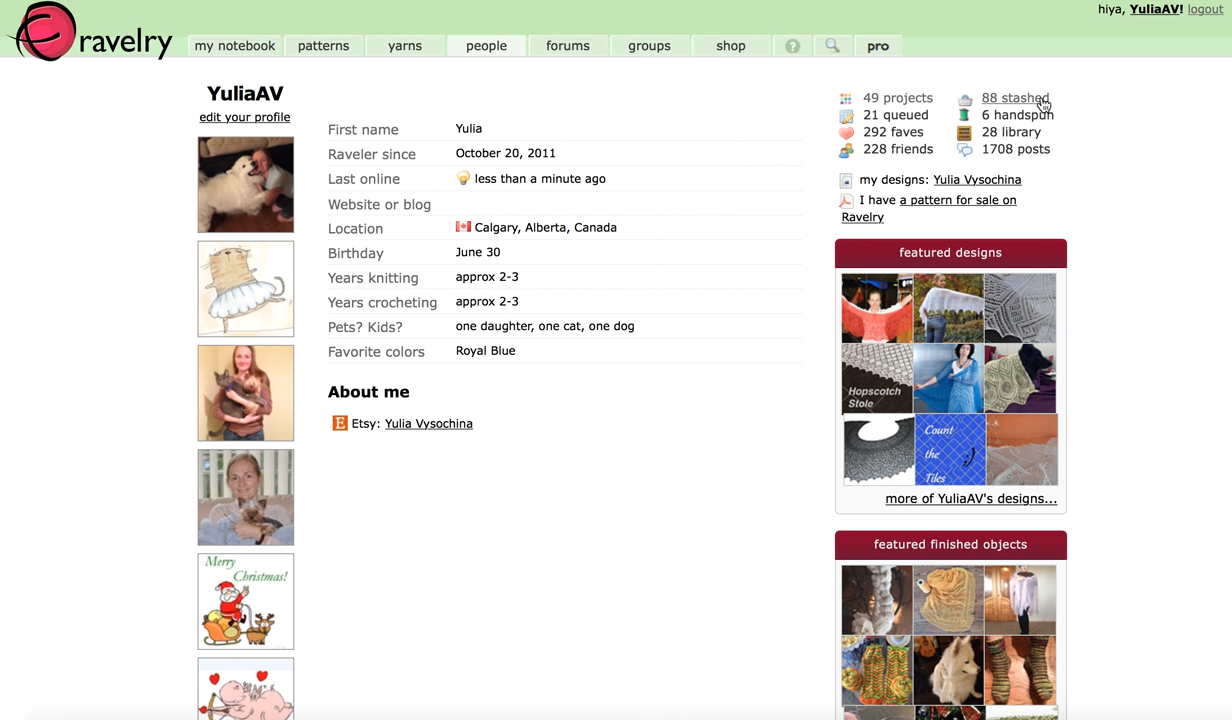 hiya, YuliaAV! logout
ravelry
my notebook patterns yarns people forums groups shop ? pro
YuliaAV
edit your profile
First name Yulia
Raveler since October 20, 2011
Last online less than a minute ago
Website or blog
Location Calgary, Alberta, Canada
Birthday June 30
Years knitting approx 2-3
Years crocheting approx 2-3
Pets? Kids? one daughter, one cat, one dog
Favorite colors Royal Blue
About me
E Etsy: Yulia Vysochina
Merry
Christmas!
49 projects 88 stashed
21 queued 6 handspun
292 faves 28 library
228 friends 1708 posts
my designs: Yulia Vysochina
I have a pattern for sale on
Ravelry
featured designs
Hopscotch
Stole
Count
the
Tiles
more of YuliaAV's designs...
featured finished objects